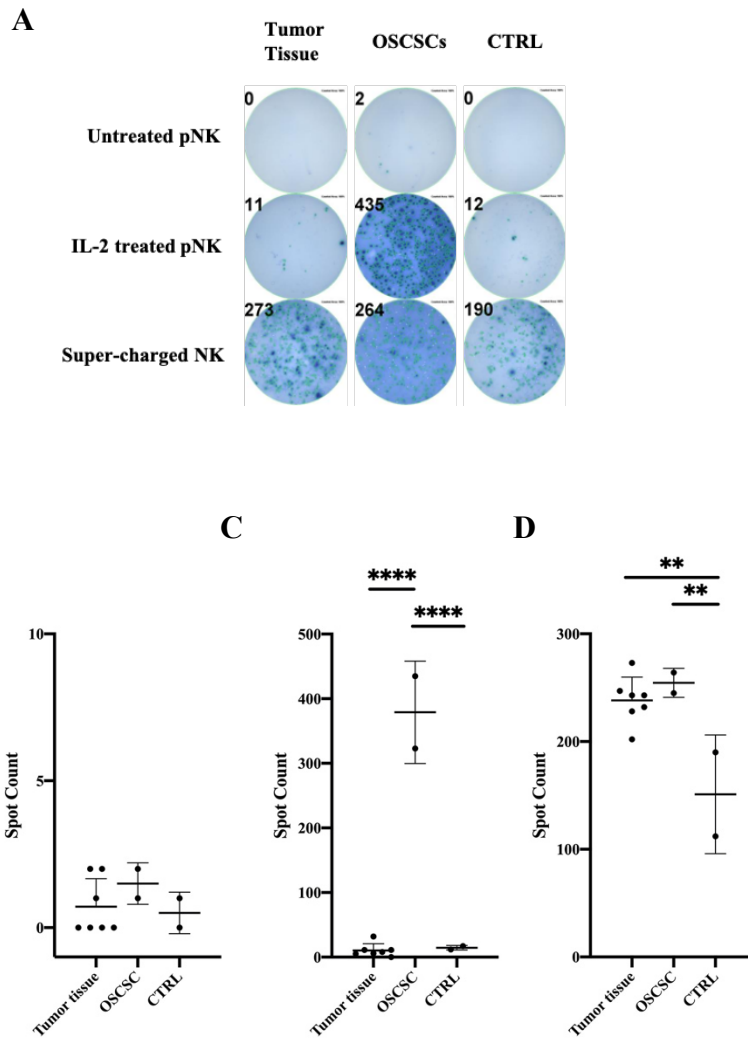 A
Tumor
Tissue
OSCSCs
CTRL
Untreated pNK
0
2
0
IL-2 treated pNK
11
435
12
Super-charged NK
273
264
190
C
D
Spot Count
10
5
0
Tumor tissue
OSCSC
CTRL
****
****
Spot Count
500
400
300
200
100
0
Tumor tissue
OSCSC
CTRL
**
**
Spot Count
300
200
100
0
Tumor tissue
OSCSC
CTRL